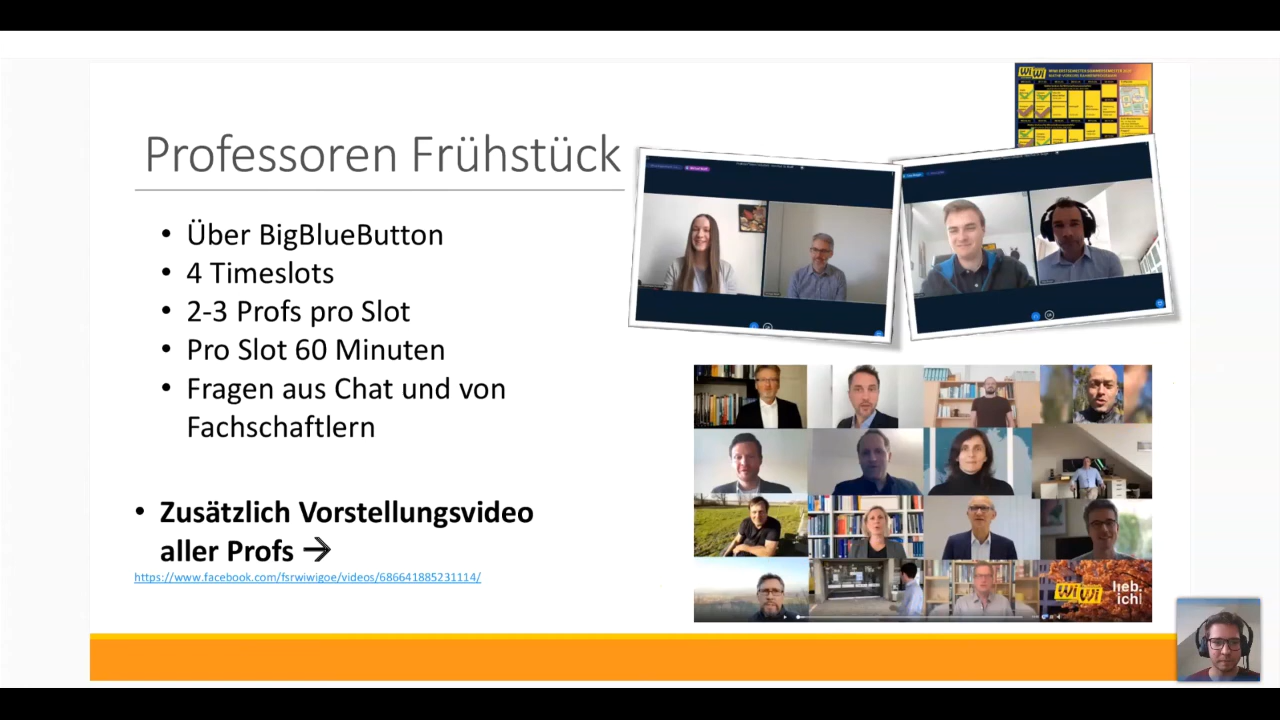 Professoren Frühstück
• Über BigBlueButton
• 4 Timeslots
• 2-3 Profs pro Slot
• Pro Slot 60 Minuten
• Fragen aus Chat und von
Fachschaftlern
• Zusätzlich Vorstellungsvideo
aller Profs →
https://www.facebook.com/fsrwiwigoe/videos/686641885231114/
WiWi
WiWi
lieb.
ich!